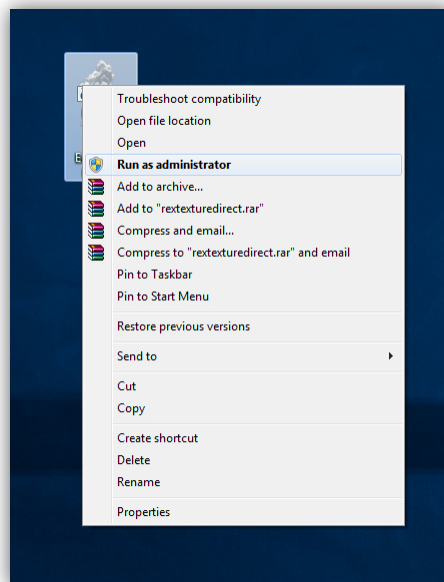 Troubleshoot compatibility
Open file location
Open
Run as administrator
Add to archive...
Add to "rextexturedirect.rar"
Compress and email...
Compress to "rextexturedirect.rar" and email
Pin to Taskbar
Pin to Start Menu
Restore previous versions
Send to
Cut
Copy
Create shortcut
Delete
Rename
Properties